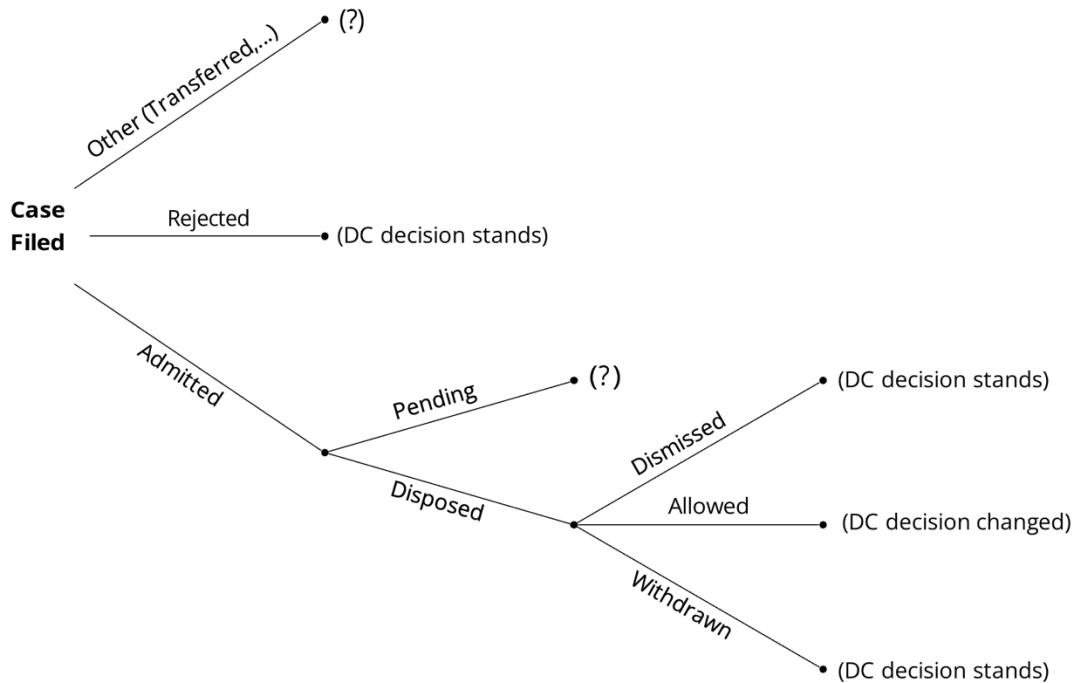 Other (Transferred,...)
(?)
Case
Filed
Rejected
(DC decision stands)
Admitted
Pending
(?)
Disposed
Dismissed
(DC decision stands)
Allowed
(DC decision changed)
Withdrawn
(DC decision stands)